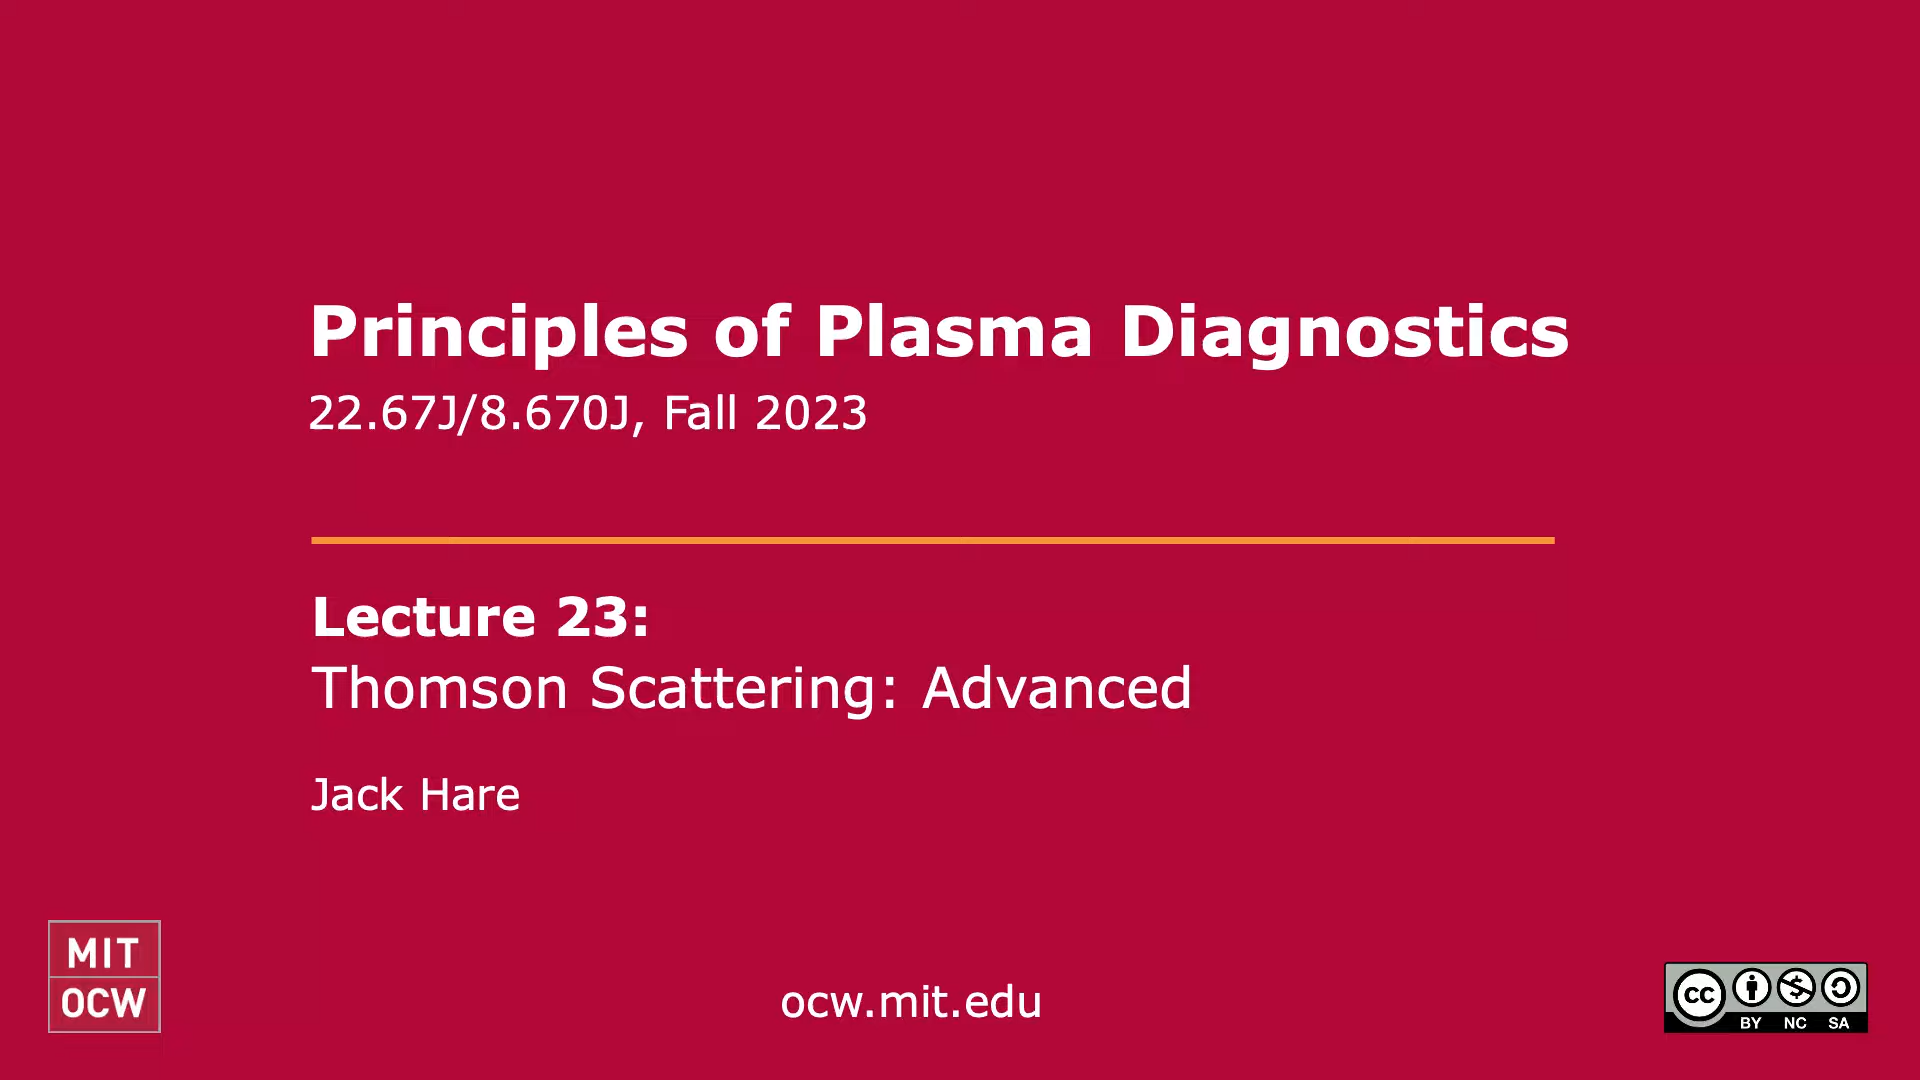 Principles of Plasma Diagnostics
22.67J/8.670J, Fall 2023
Lecture 23:
Thomson Scattering: Advanced
Jack Hare
MIT
OCW
ocw.mit.edu
cc
BY NC SA